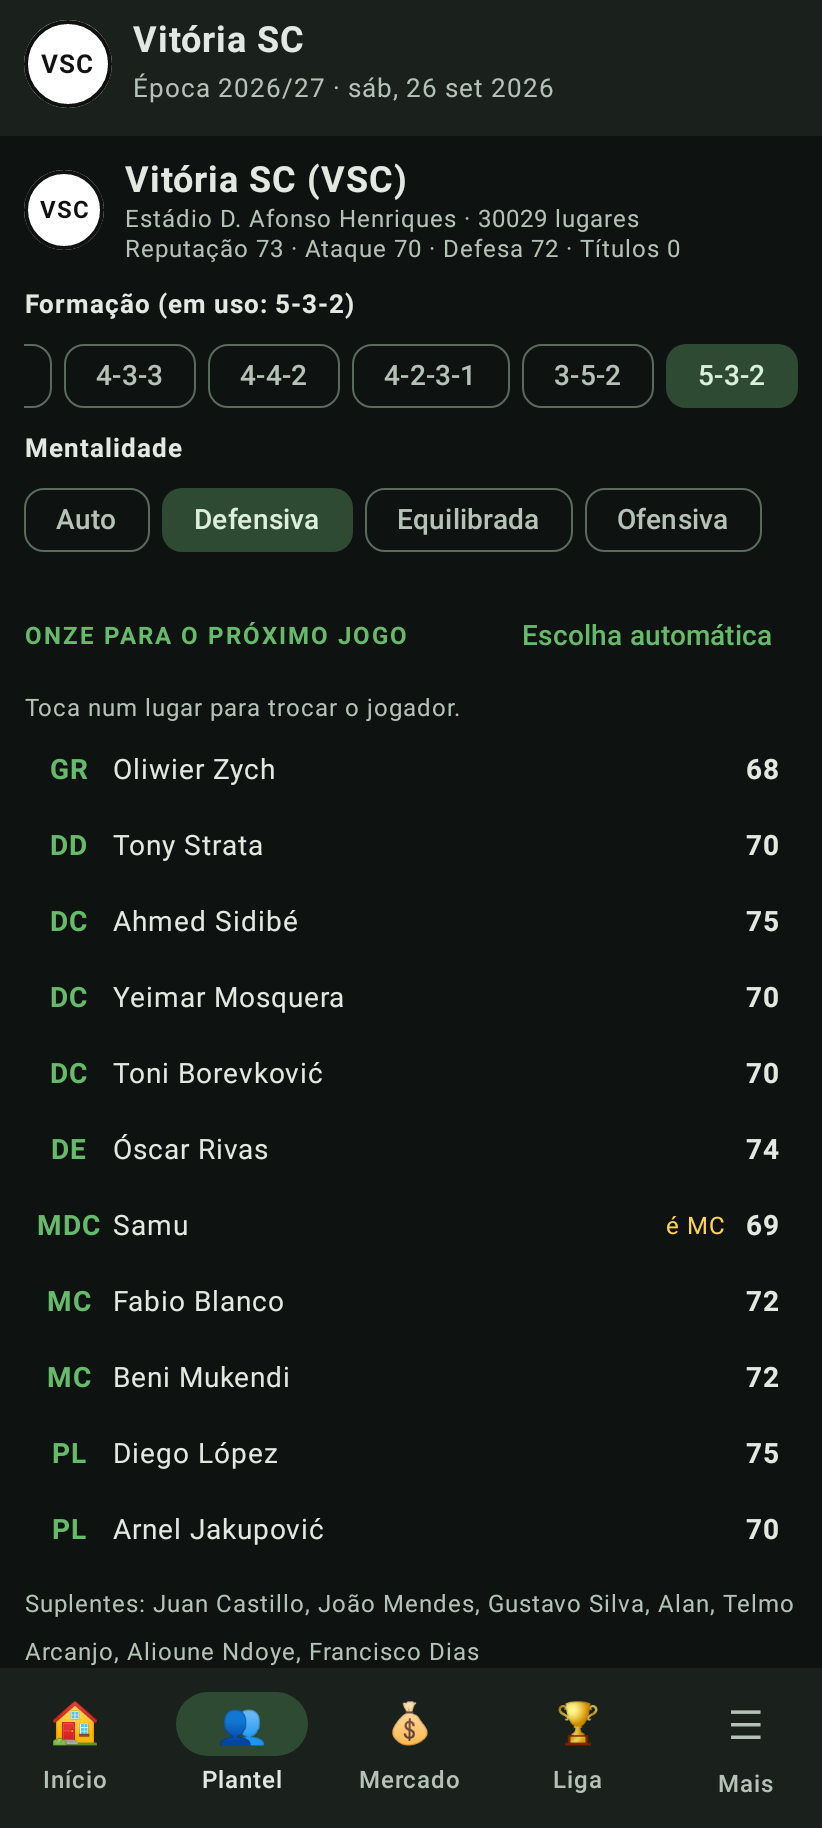 VSC
Vitória SC
Época 2026/27 · sáb, 26 set 2026
VSC
Vitória SC (VSC)
Estádio D. Afonso Henriques · 30029 lugares
Reputação 73 · Ataque 70 · Defesa 72 · Títulos 0
Formação (em uso: 5-3-2)
4-3-3 4-4-2 4-2-3-1 3-5-2 5-3-2
Mentalidade
Auto Defensiva Equilibrada Ofensiva
ONZE PARA O PRÓXIMO JOGO Escolha automática
Toca num lugar para trocar o jogador.
GR Oliwier Zych 68
DD Tony Strata 70
DC Ahmed Sidibé 75
DC Yeimar Mosquera 70
DC Toni Borevković 70
DE Óscar Rivas 74
MDC Samu é MC 69
MC Fabio Blanco 72
MC Beni Mukendi 72
PL Diego López 75
PL Arnel Jakupović 70
Suplentes: Juan Castillo, João Mendes, Gustavo Silva, Alan, Telmo
Arcanjo, Alioune Ndoye, Francisco Dias
Início Plantel Mercado Liga Mais